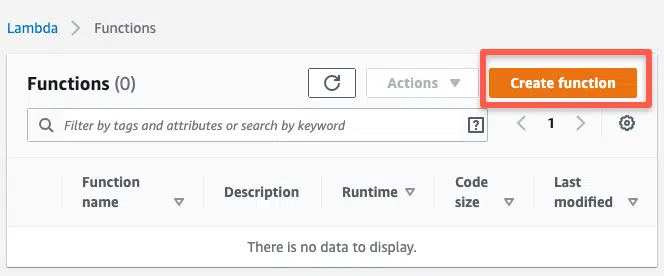 Lambda > Functions
Functions (0) Actions Create function
Filter by tags and attributes or search by keyword ? < 1 >
Function name Description Runtime Code size Last modified
There is no data to display.